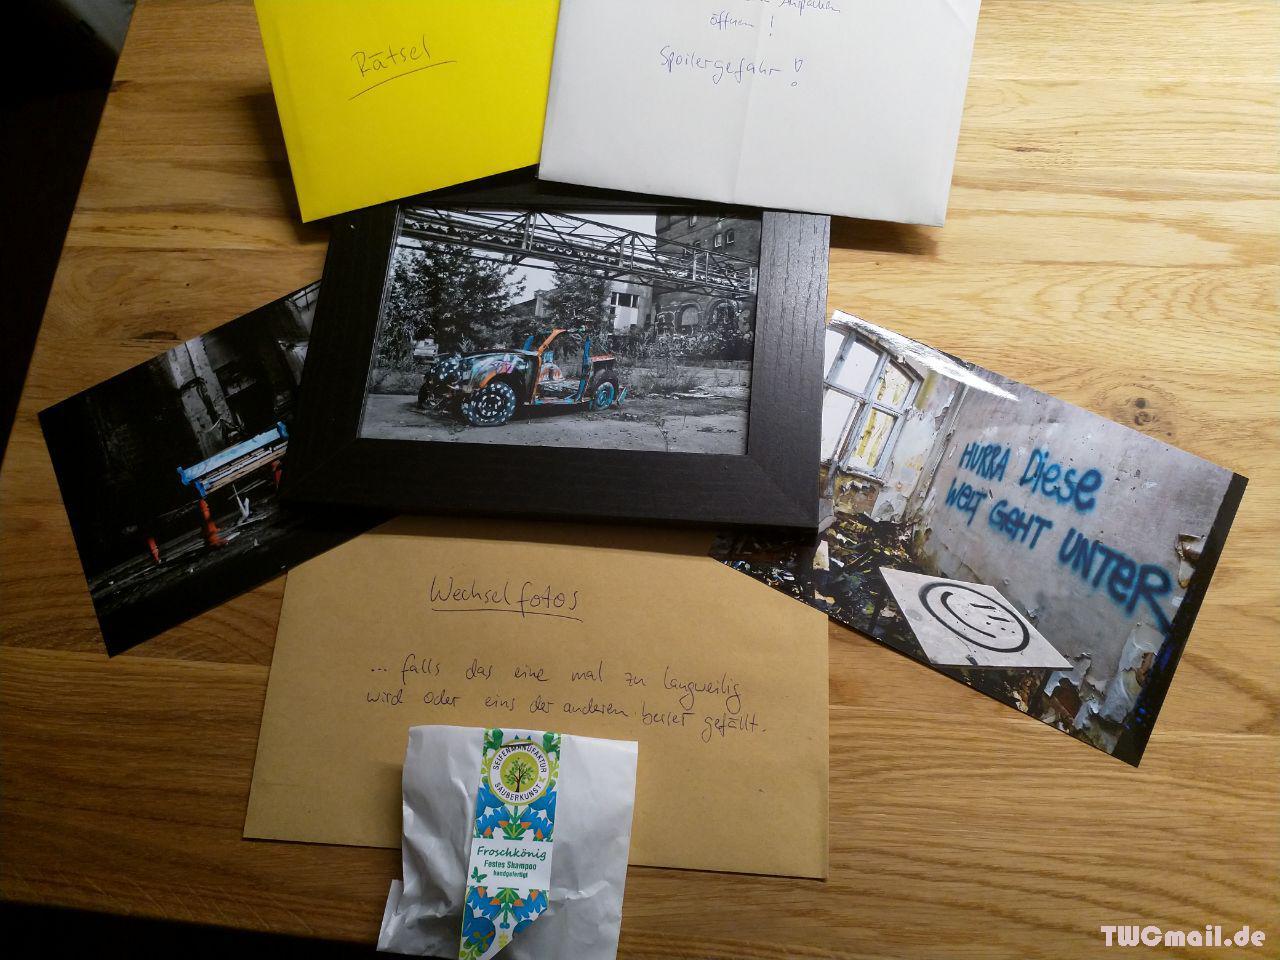 Rätsel
öffnen!
Spoilergefahr!
HURRA Diese
Welt GEHT UNTER
Wechselfotos
... falls das eine mal zu langweilig
wird oder eins der anderen besser gefällt.
SEIFENMANUFAKTUR
SAUBERKUNST
Froschkönig
Festes Shampoo
handgefertigt
TWCmail.de